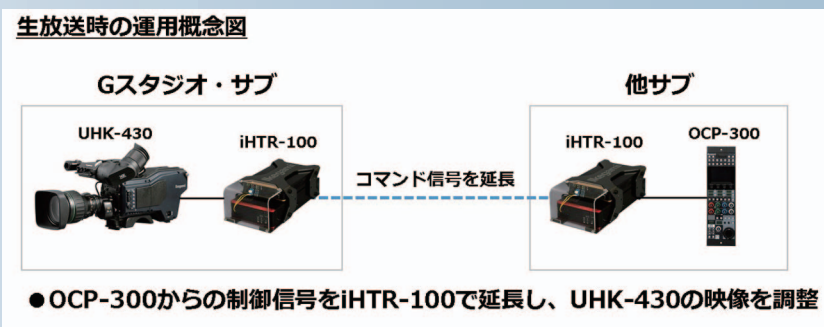 生放送時の運用概念図
Gスタジオ・サブ
他サブ
UHK-430
iHTR-100
コマンド信号を延長
iHTR-100
OCP-300
●OCP-300からの制御信号をiHTR-100で延長し、UHK-430の映像を調整